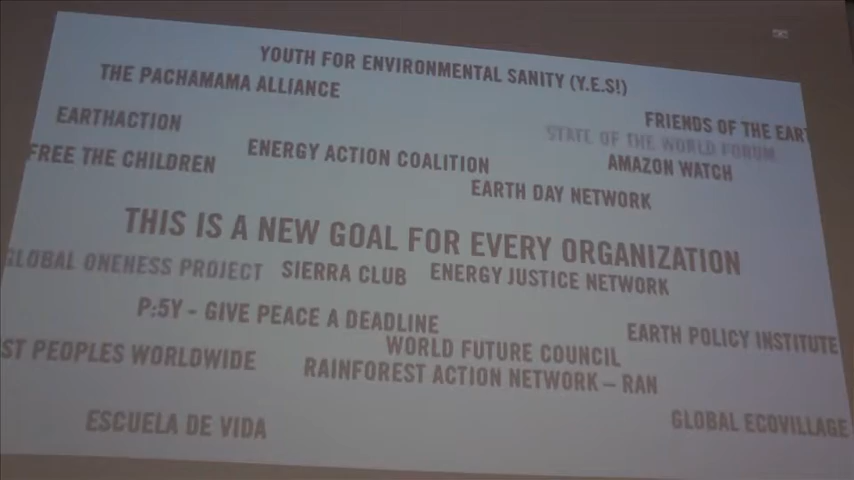 YOUTH FOR ENVIRONMENTAL SANITY (Y.E.S!)
THE PACHAMAMA ALLIANCE
EARTHACTION
FRIENDS OF THE EAR
STATE OF THE WORLD FORUM
FREE THE CHILDREN
ENERGY ACTION COALITION
AMAZON WATCH
EARTH DAY NETWORK
THIS IS A NEW GOAL FOR EVERY ORGANIZATION
GLOBAL ONENESS PROJECT
SIERRA CLUB
ENERGY JUSTICE NETWORK
P:5Y - GIVE PEACE A DEADLINE
EARTH POLICY INSTITUTE
ST PEOPLES WORLDWIDE
WORLD FUTURE COUNCIL
RAINFOREST ACTION NETWORK – RAN
ESCUELA DE VIDA
GLOBAL ECOVILLAGE